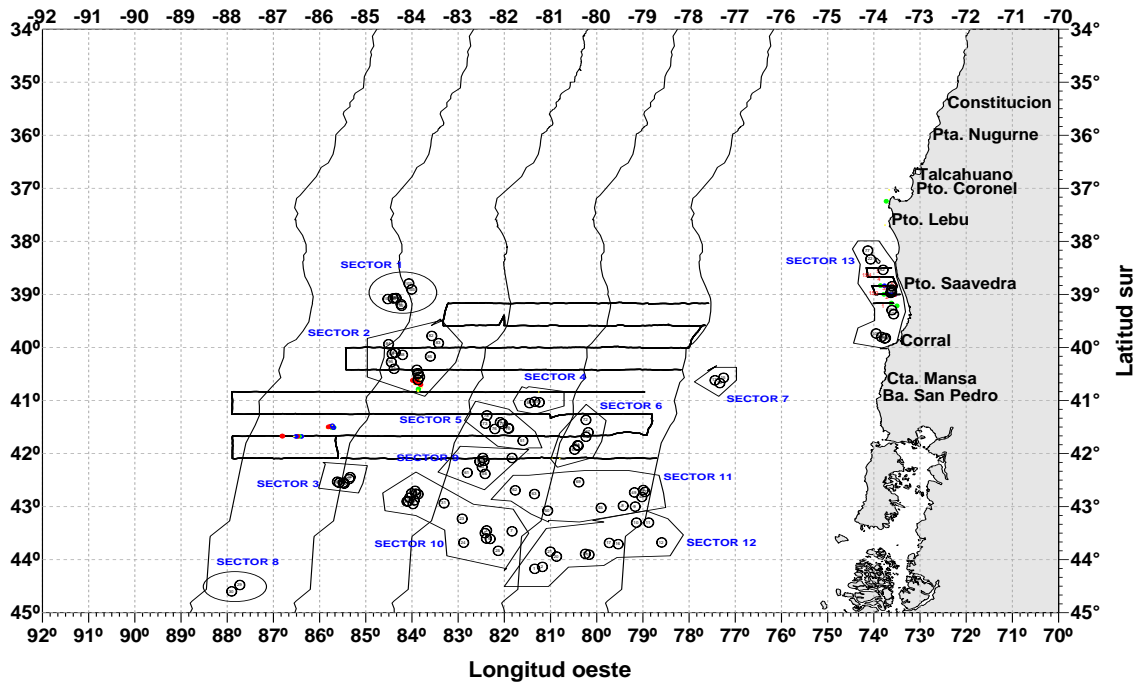 -92 -91 -90 -89 -88 -87 -86 -85 -84 -83 -82 -81 -80 -79 -78 -77 -76 -75 -74 -73 -72 -71 -70
34º 34°
35º 35°
Constitucion
36º Pta. Nugurne 36°
Talcahuano
37º Pto. Coronel 37°
Pto. Lebu
38º 38°
SECTOR 1 SECTOR 13
39º Pto. Saavedra 39°
SECTOR 2
40º Corral 40°
SECTOR 4 Cta. Mansa
SECTOR 7
41º Ba. San Pedro 41°
SECTOR 5 SECTOR 6
42º SECTOR 9 42°
SECTOR 3 SECTOR 11
43º 43°
SECTOR 10 SECTOR 12
44º SECTOR 8 44°
45º 45°
92 91º 90º 89º 88º 87º 86º 85º 84º 83º 82º 81º 80º 79º 78º 77º 76º 75º 74º 73º 72º 71º 70º
Longitud oeste
Latitud sur